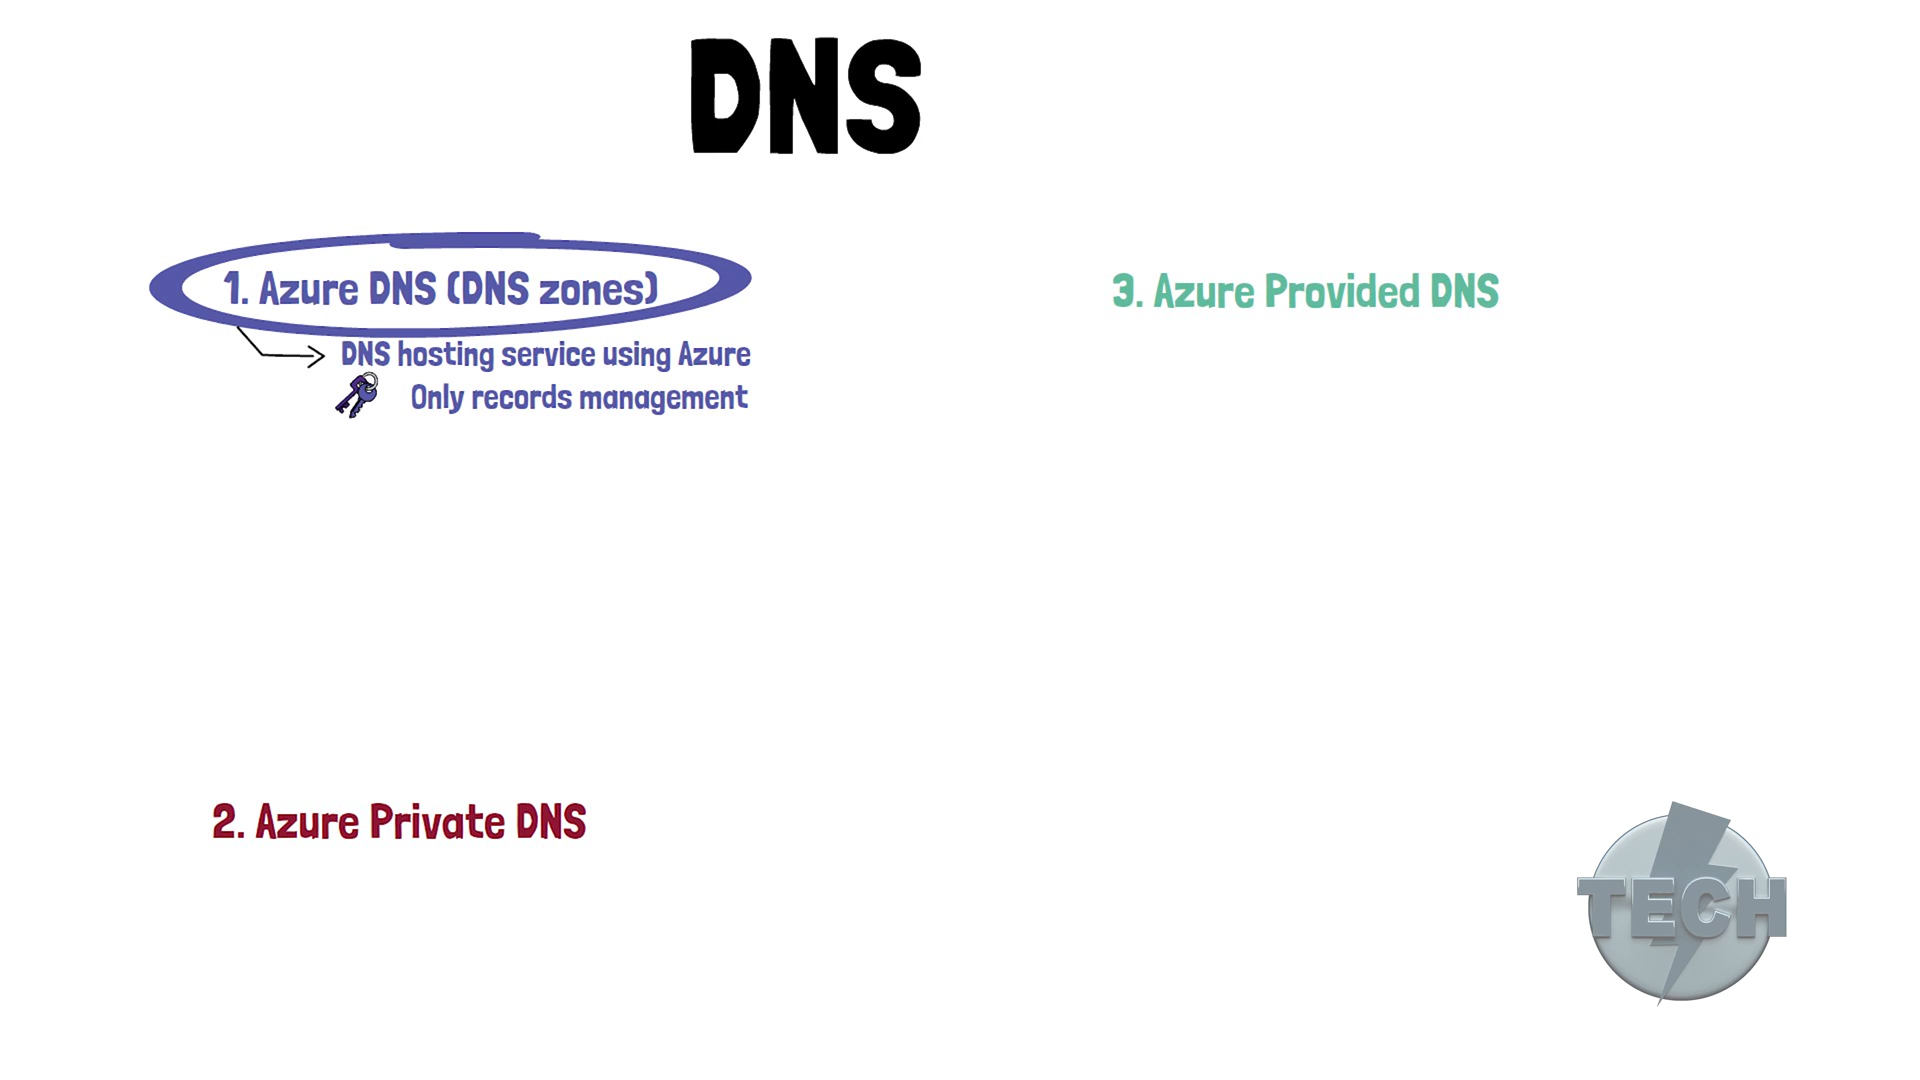 DNS
1. Azure DNS (DNS zones)
DNS hosting service using Azure
Only records management
2. Azure Private DNS
3. Azure Provided DNS
TECH